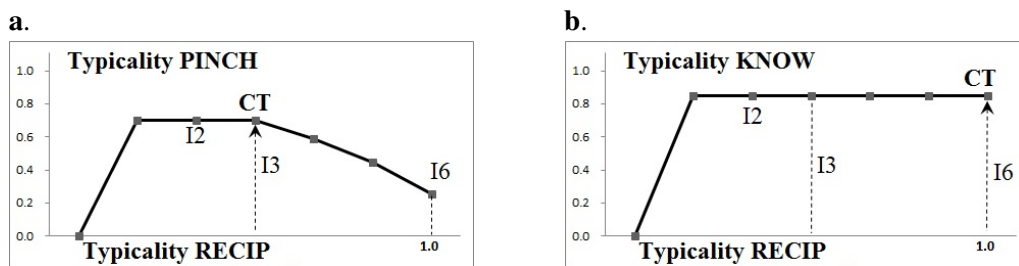 a.
Typicality PINCH
1.0
0.8
0.6
0.4
0.2
0.0
CT
I2
I3
I6
Typicality RECIP
1.0
b.
Typicality KNOW
1.0
0.8
0.6
0.4
0.2
0.0
CT
I2
I3
I6
Typicality RECIP
1.0